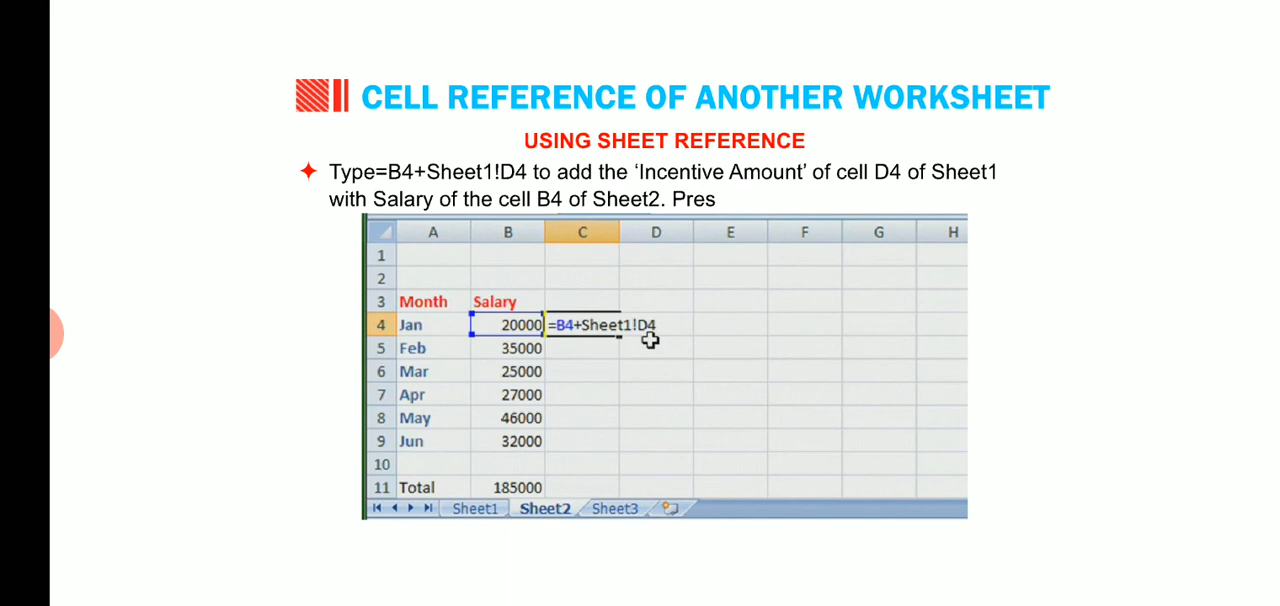 CELL REFERENCE OF ANOTHER WORKSHEET
USING SHEET REFERENCE
Type=B4+Sheet1!D4 to add the ‘Incentive Amount’ of cell D4 of Sheet1
with Salary of the cell B4 of Sheet2. Pres
A B C D E F G H
1
2
3 Month Salary
4 Jan 20000 =B4+Sheet1!D4
5 Feb 35000
6 Mar 25000
7 Apr 27000
8 May 46000
9 Jun 32000
10
11 Total 185000
Sheet1 Sheet2 Sheet3